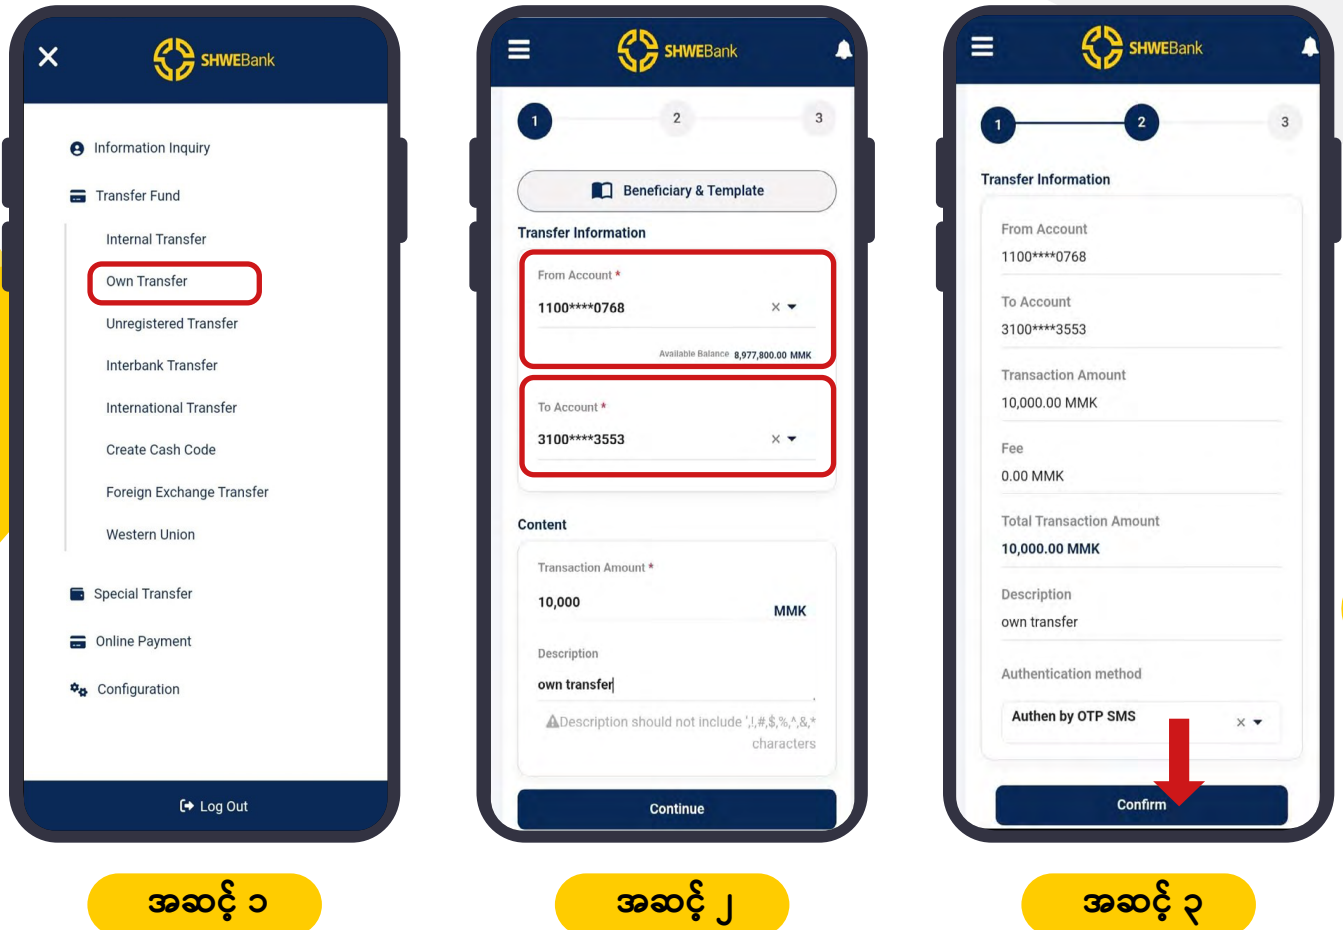 SHWEBank
Information Inquiry
Transfer Fund
Internal Transfer
Own Transfer
Unregistered Transfer
Interbank Transfer
International Transfer
Create Cash Code
Foreign Exchange Transfer
Western Union
Special Transfer
Online Payment
Configuration
Log Out
အဆင့် ၁
SHWEBank
1 2 3
Beneficiary & Template
Transfer Information
From Account *
1100****0768
Available Balance 8,977,800.00 MMK
To Account *
3100****3553
Content
Transaction Amount *
10,000 MMK
Description
own transfer
Description should not include ',!,#,$,%,^,&,*
characters
Continue
အဆင့် ၂
SHWEBank
1 2 3
Transfer Information
From Account
1100****0768
To Account
3100****3553
Transaction Amount
10,000.00 MMK
Fee
0.00 MMK
Total Transaction Amount
10,000.00 MMK
Description
own transfer
Authentication method
Authen by OTP SMS
Confirm
အဆင့် ၃